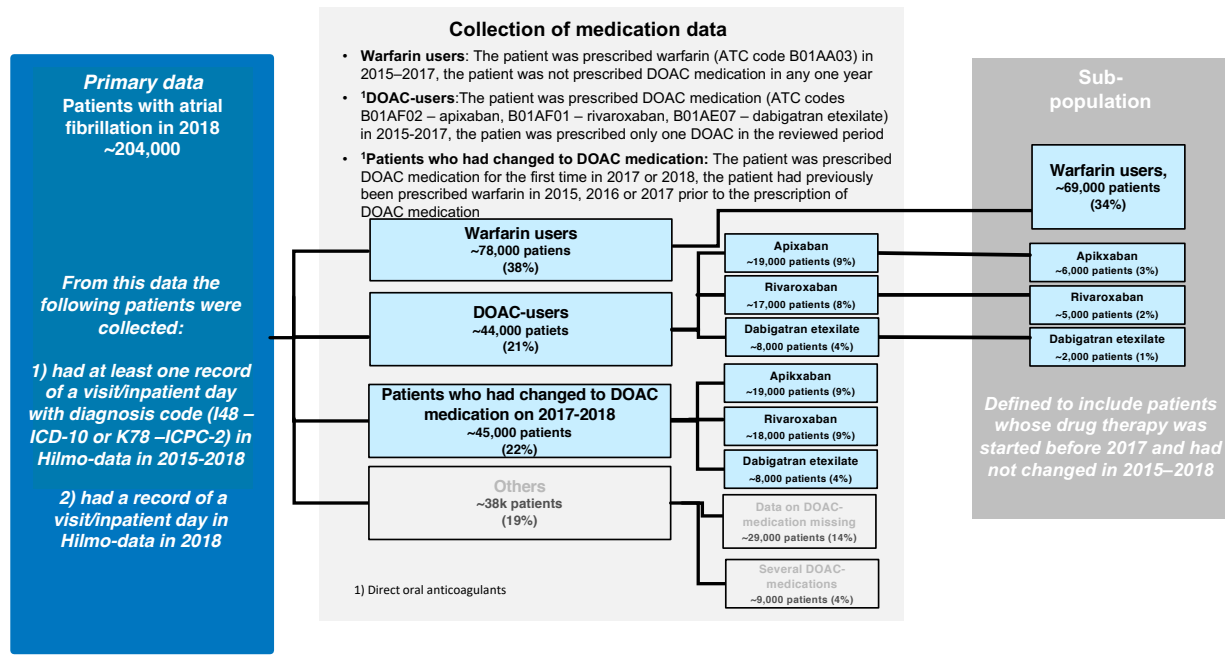 Primary data
Patients with atrial
fibrillation in 2018
~204,000
From this data the
following patients were
collected:
1) had at least one record
of a visit/inpatient day
with diagnosis code (I48 –
ICD-10 or K78 –ICPC-2) in
Hilmo-data in 2015-2018
2) had a record of a
visit/inpatient day in
Hilmo-data in 2018
Collection of medication data
• Warfarin users: The patient was prescribed warfarin (ATC code B01AA03) in
2015–2017, the patient was not prescribed DOAC medication in any one year
• ¹DOAC-users:The patient was prescribed DOAC medication (ATC codes
B01AF02 – apixaban, B01AF01 – rivaroxaban, B01AE07 – dabigatran etexilate)
in 2015-2017, the patien was prescribed only one DOAC in the reviewed period
• ¹Patients who had changed to DOAC medication: The patient was prescribed
DOAC medication for the first time in 2017 or 2018, the patient had previously
been prescribed warfarin in 2015, 2016 or 2017 prior to the prescription of
DOAC medication
Warfarin users
~78,000 patiens
(38%)
DOAC-users
~44,000 patiets
(21%)
Patients who had changed to DOAC
medication on 2017-2018
~45,000 patients
(22%)
Others
~38k patients
(19%)
Apixaban
~19,000 patients (9%)
Rivaroxaban
~17,000 patients (8%)
Dabigatran etexilate
~8,000 patients (4%)
Apikxaban
~19,000 patients (9%)
Rivaroxaban
~18,000 patients (9%)
Dabigatran etexilate
~8,000 patients (4%)
Data on DOAC-
medication missing
~29,000 patients (14%)
Several DOAC-
medications
~9,000 patients (4%)
1) Direct oral anticoagulants
Sub-
population
Warfarin users,
~69,000 patients
(34%)
Apikxaban
~6,000 patients (3%)
Rivaroxaban
~5,000 patients (2%)
Dabigatran etexilate
~2,000 patients (1%)
Defined to include patients
whose drug therapy was
started before 2017 and had
not changed in 2015–2018